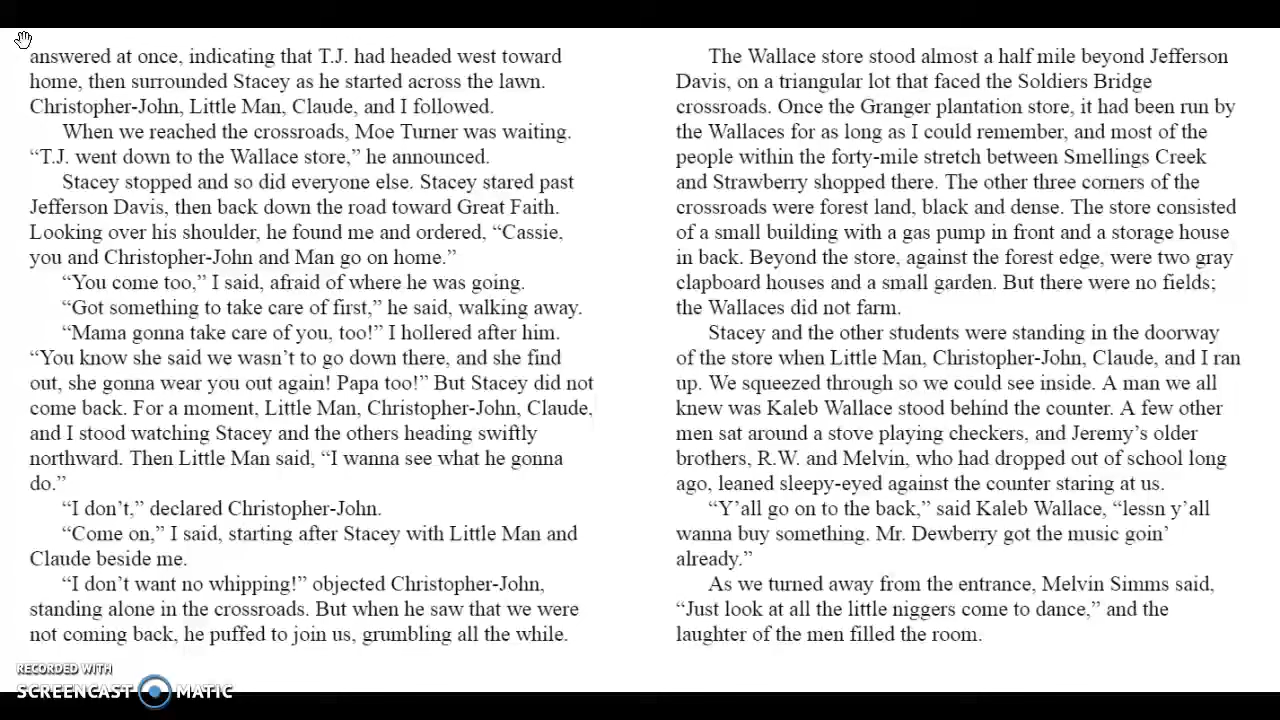 answered at once, indicating that T.J. had headed west toward
home, then surrounded Stacey as he started across the lawn.
Christopher-John, Little Man, Claude, and I followed.
When we reached the crossroads, Moe Turner was waiting.
“T.J. went down to the Wallace store,” he announced.
Stacey stopped and so did everyone else. Stacey stared past
Jefferson Davis, then back down the road toward Great Faith.
Looking over his shoulder, he found me and ordered, “Cassie,
you and Christopher-John and Man go on home.”
“You come too,” I said, afraid of where he was going.
“Got something to take care of first,” he said, walking away.
“Mama gonna take care of you, too!” I hollered after him.
“You know she said we wasn’t to go down there, and she find
out, she gonna wear you out again! Papa too!” But Stacey did not
come back. For a moment, Little Man, Christopher-John, Claude,
and I stood watching Stacey and the others heading swiftly
northward. Then Little Man said, “I wanna see what he gonna
do.”
“I don’t,” declared Christopher-John.
“Come on,” I said, starting after Stacey with Little Man and
Claude beside me.
“I don’t want no whipping!” objected Christopher-John,
standing alone in the crossroads. But when he saw that we were
not coming back, he puffed to join us, grumbling all the while.
The Wallace store stood almost a half mile beyond Jefferson
Davis, on a triangular lot that faced the Soldiers Bridge
crossroads. Once the Granger plantation store, it had been run by
the Wallaces for as long as I could remember, and most of the
people within the forty-mile stretch between Smellings Creek
and Strawberry shopped there. The other three corners of the
crossroads were forest land, black and dense. The store consisted
of a small building with a gas pump in front and a storage house
in back. Beyond the store, against the forest edge, were two gray
clapboard houses and a small garden. But there were no fields;
the Wallaces did not farm.
Stacey and the other students were standing in the doorway
of the store when Little Man, Christopher-John, Claude, and I ran
up. We squeezed through so we could see inside. A man we all
knew was Kaleb Wallace stood behind the counter. A few other
men sat around a stove playing checkers, and Jeremy’s older
brothers, R.W. and Melvin, who had dropped out of school long
ago, leaned sleepy-eyed against the counter staring at us.
“Y’all go on to the back,” said Kaleb Wallace, “lessn y’all
wanna buy something. Mr. Dewberry got the music goin’
already.”
As we turned away from the entrance, Melvin Simms said,
“Just look at all the little niggers come to dance,” and the
laughter of the men filled the room.
RECORDED WITH
SCREENCAST MATIC